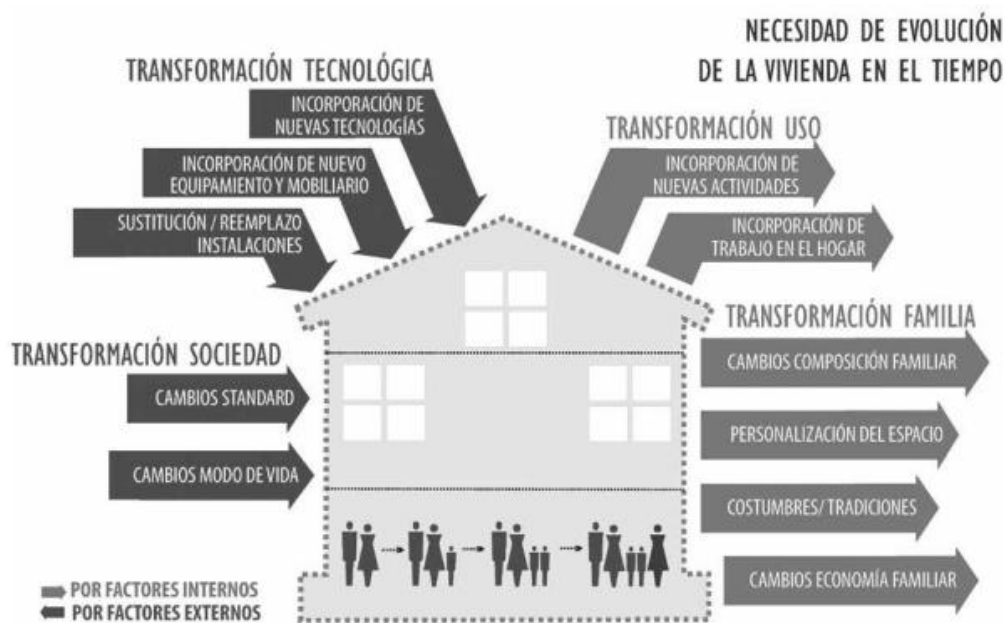 NECESIDAD DE EVOLUCIÓN
DE LA VIVIENDA EN EL TIEMPO
TRANSFORMACIÓN TECNOLÓGICA
INCORPORACIÓN DE
NUEVAS TECNOLOGÍAS
INCORPORACIÓN DE NUEVO
EQUIPAMIENTO Y MOBILIARIO
SUSTITUCIÓN / REEMPLAZO
INSTALACIONES
TRANSFORMACIÓN USO
INCORPORACIÓN DE
NUEVAS ACTIVIDADES
INCORPORACIÓN DE
TRABAJO EN EL HOGAR
TRANSFORMACIÓN SOCIEDAD
CAMBIOS STANDARD
CAMBIOS MODO DE VIDA
TRANSFORMACIÓN FAMILIA
CAMBIOS COMPOSICIÓN FAMILIAR
PERSONALIZACIÓN DEL ESPACIO
COSTUMBRES/ TRADICIONES
CAMBIOS ECONOMÍA FAMILIAR
POR FACTORES INTERNOS
POR FACTORES EXTERNOS